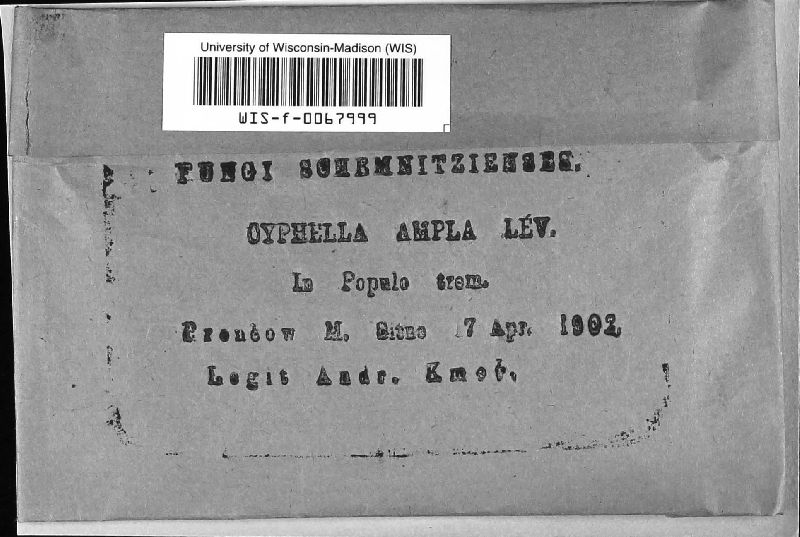 University of Wisconsin-Madison (WIS)
WIS-f-0067999
FUNGI SCHEMNITZIENSES.
CYPHELLA AMPLA LÉV.
In Populo trem.
Prenčow M. Sitno 17 Apr. 1902,
Legit Andr. Kmeť.